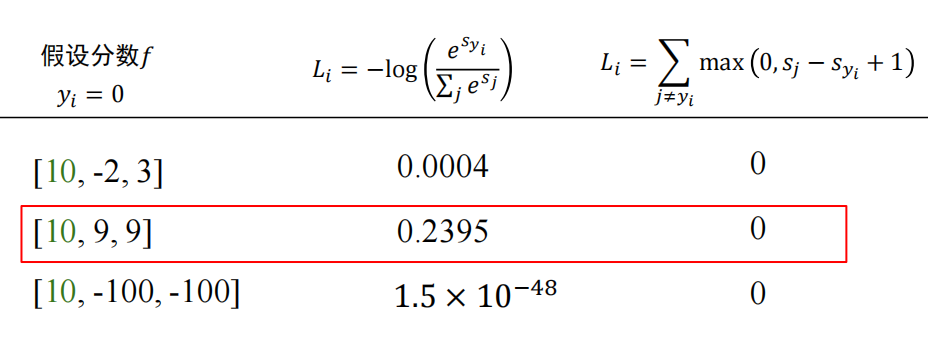 假设分数f
y_i = 0
L_i = −log(e^{s_{y_i}} / ∑_j e^{s_j})
L_i = ∑_{j≠y_i} max(0, s_j − s_{y_i} + 1)
[10, -2, 3] 0.0004 0
[10, 9, 9] 0.2395 0
[10, -100, -100] 1.5 × 10^{−48} 0